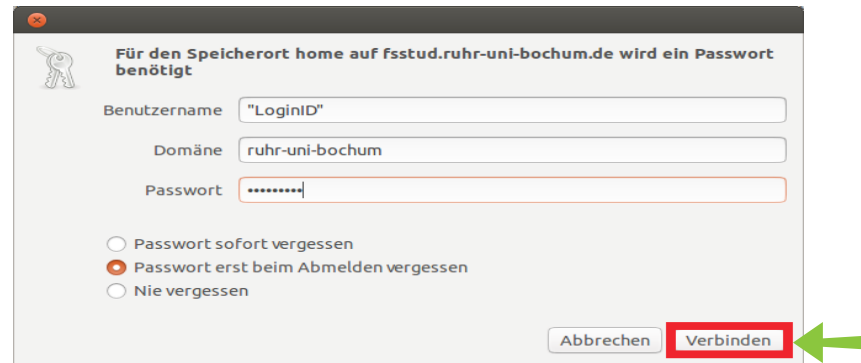 Für den Speicherort home auf fsstud.ruhr-uni-bochum.de wird ein Passwort
benötigt
Benutzername "LoginID"
Domäne ruhr-uni-bochum
Passwort •••••••••
Passwort sofort vergessen
Passwort erst beim Abmelden vergessen
Nie vergessen
Abbrechen Verbinden